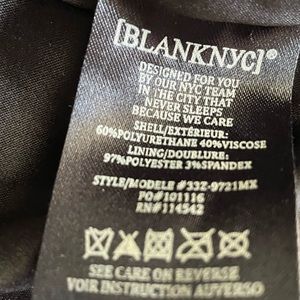 [BLANKNYC]®
DESIGNED FOR YOU
BY OUR NYC TEAM
IN THE CITY THAT
NEVER SLEEPS
BECAUSE WE CARE
SHELL/EXTÉRIEUR:
60%POLYURETHANE 40%VISCOSE
LINING/DOUBLURE:
97%POLYESTER 3%SPANDEX
STYLE/MODELE #33Z-9721MX
PO#101116
RN#114542
SEE CARE ON REVERSE
VOIR INSTRUCTION AUVERSO